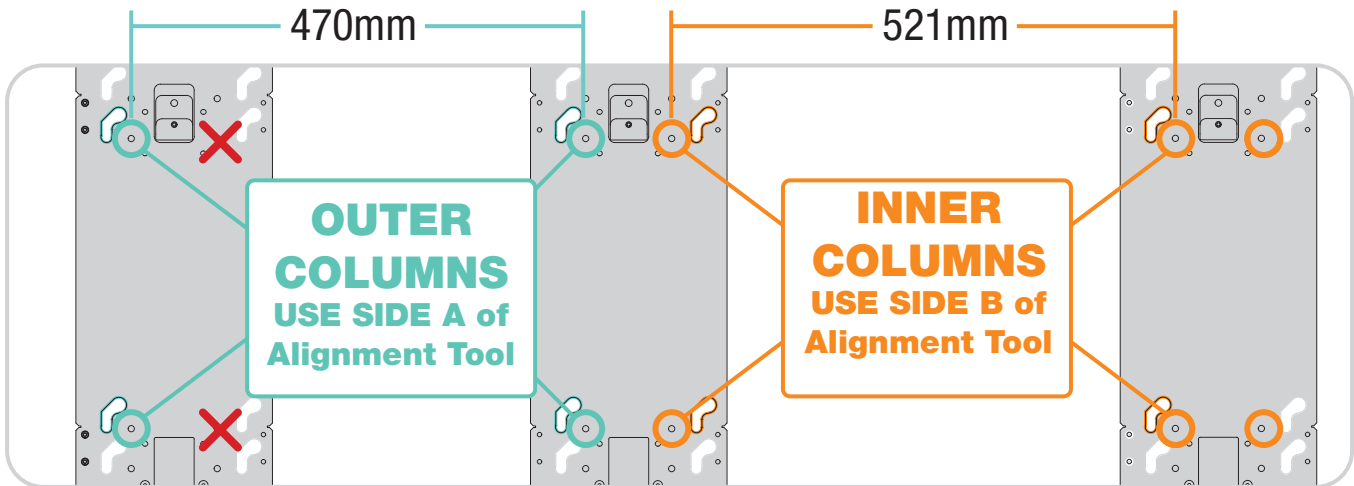 470mm
521mm
OUTER
COLUMNS
USE SIDE A of
Alignment Tool
INNER
COLUMNS
USE SIDE B of
Alignment Tool